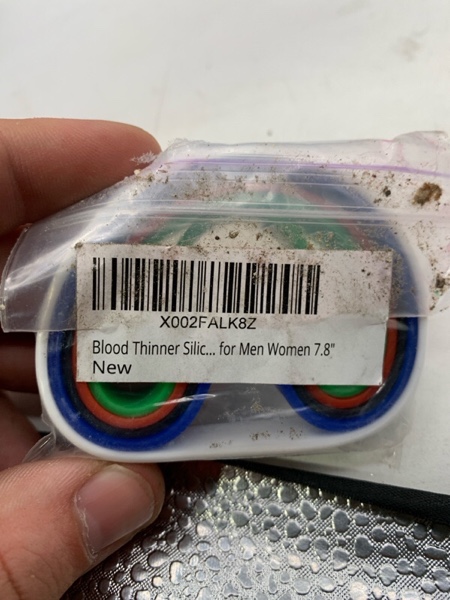 X002FALK8Z
Blood Thinner Silic... for Men Women 7.8"
New